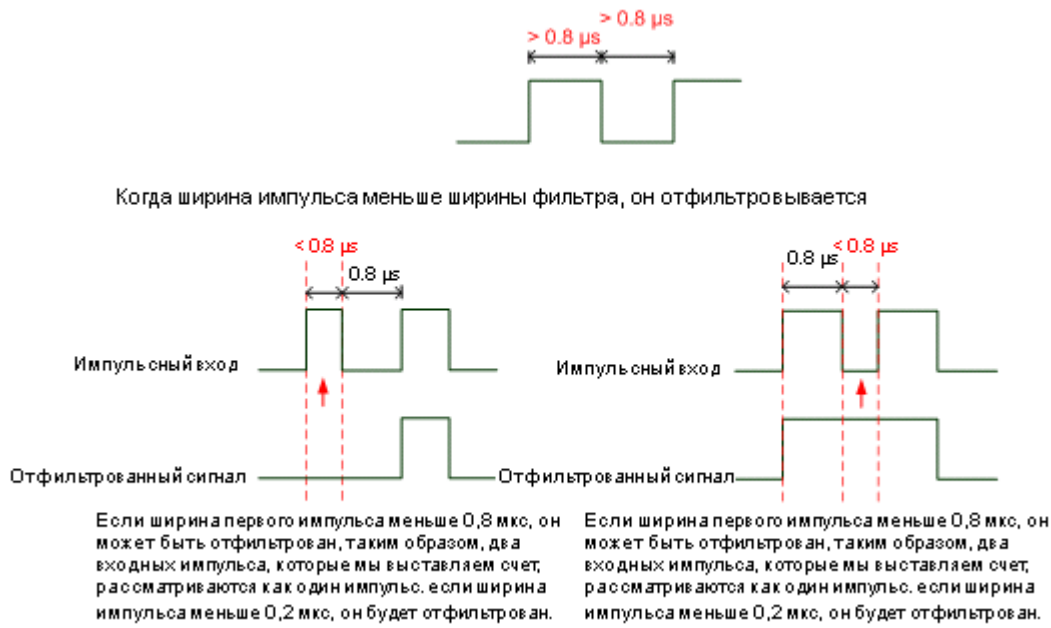 > 0.8 µs
> 0.8 µs
Когда ширина импульса меньше ширины фильтра, он отфильтровывается
< 0.8 µs
0.8 µs
Импульсный вход
Отфильтрованный сигнал
Если ширина первого импульса меньше 0,8 мкс, он
может быть отфильтрован, таким образом, два
входных импульса, которые мы выставляем счет,
рассматриваются как один импульс. если ширина
импульса меньше 0,2 мкс, он будет отфильтрован.
0.8 µs
< 0.8 µs
Импульсный вход
Отфильтрованный сигнал
Если ширина первого импульса меньше 0,8 мкс, он
может быть отфильтрован, таким образом, два
входных импульса, которые мы выставляем счет,
рассматриваются как один импульс. если ширина
импульса меньше 0,2 мкс, он будет отфильтрован.